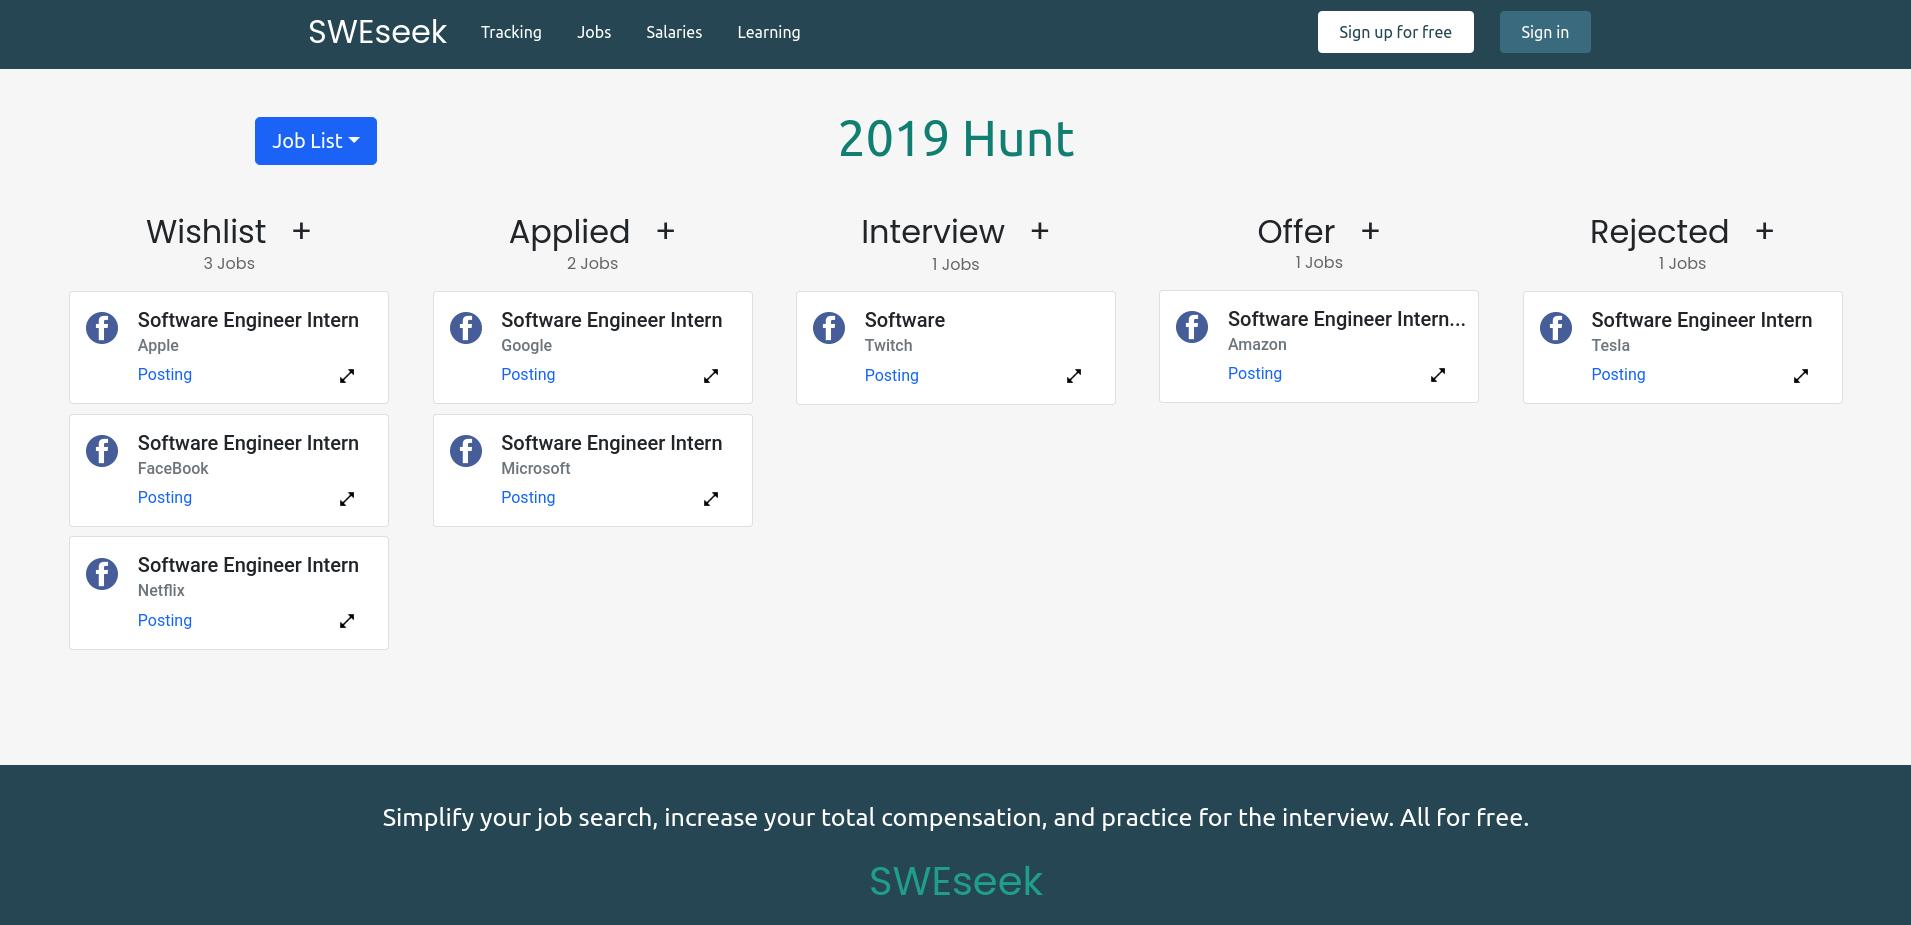 SWEseek Tracking Jobs Salaries Learning Sign up for free Sign in
Job List
2019 Hunt
Wishlist +
3 Jobs
Software Engineer Intern
Apple
Posting
Software Engineer Intern
FaceBook
Posting
Software Engineer Intern
Netflix
Posting
Applied +
2 Jobs
Software Engineer Intern
Google
Posting
Software Engineer Intern
Microsoft
Posting
Interview +
1 Jobs
Software
Twitch
Posting
Offer +
1 Jobs
Software Engineer Intern...
Amazon
Posting
Rejected +
1 Jobs
Software Engineer Intern
Tesla
Posting
Simplify your job search, increase your total compensation, and practice for the interview. All for free.
SWEseek